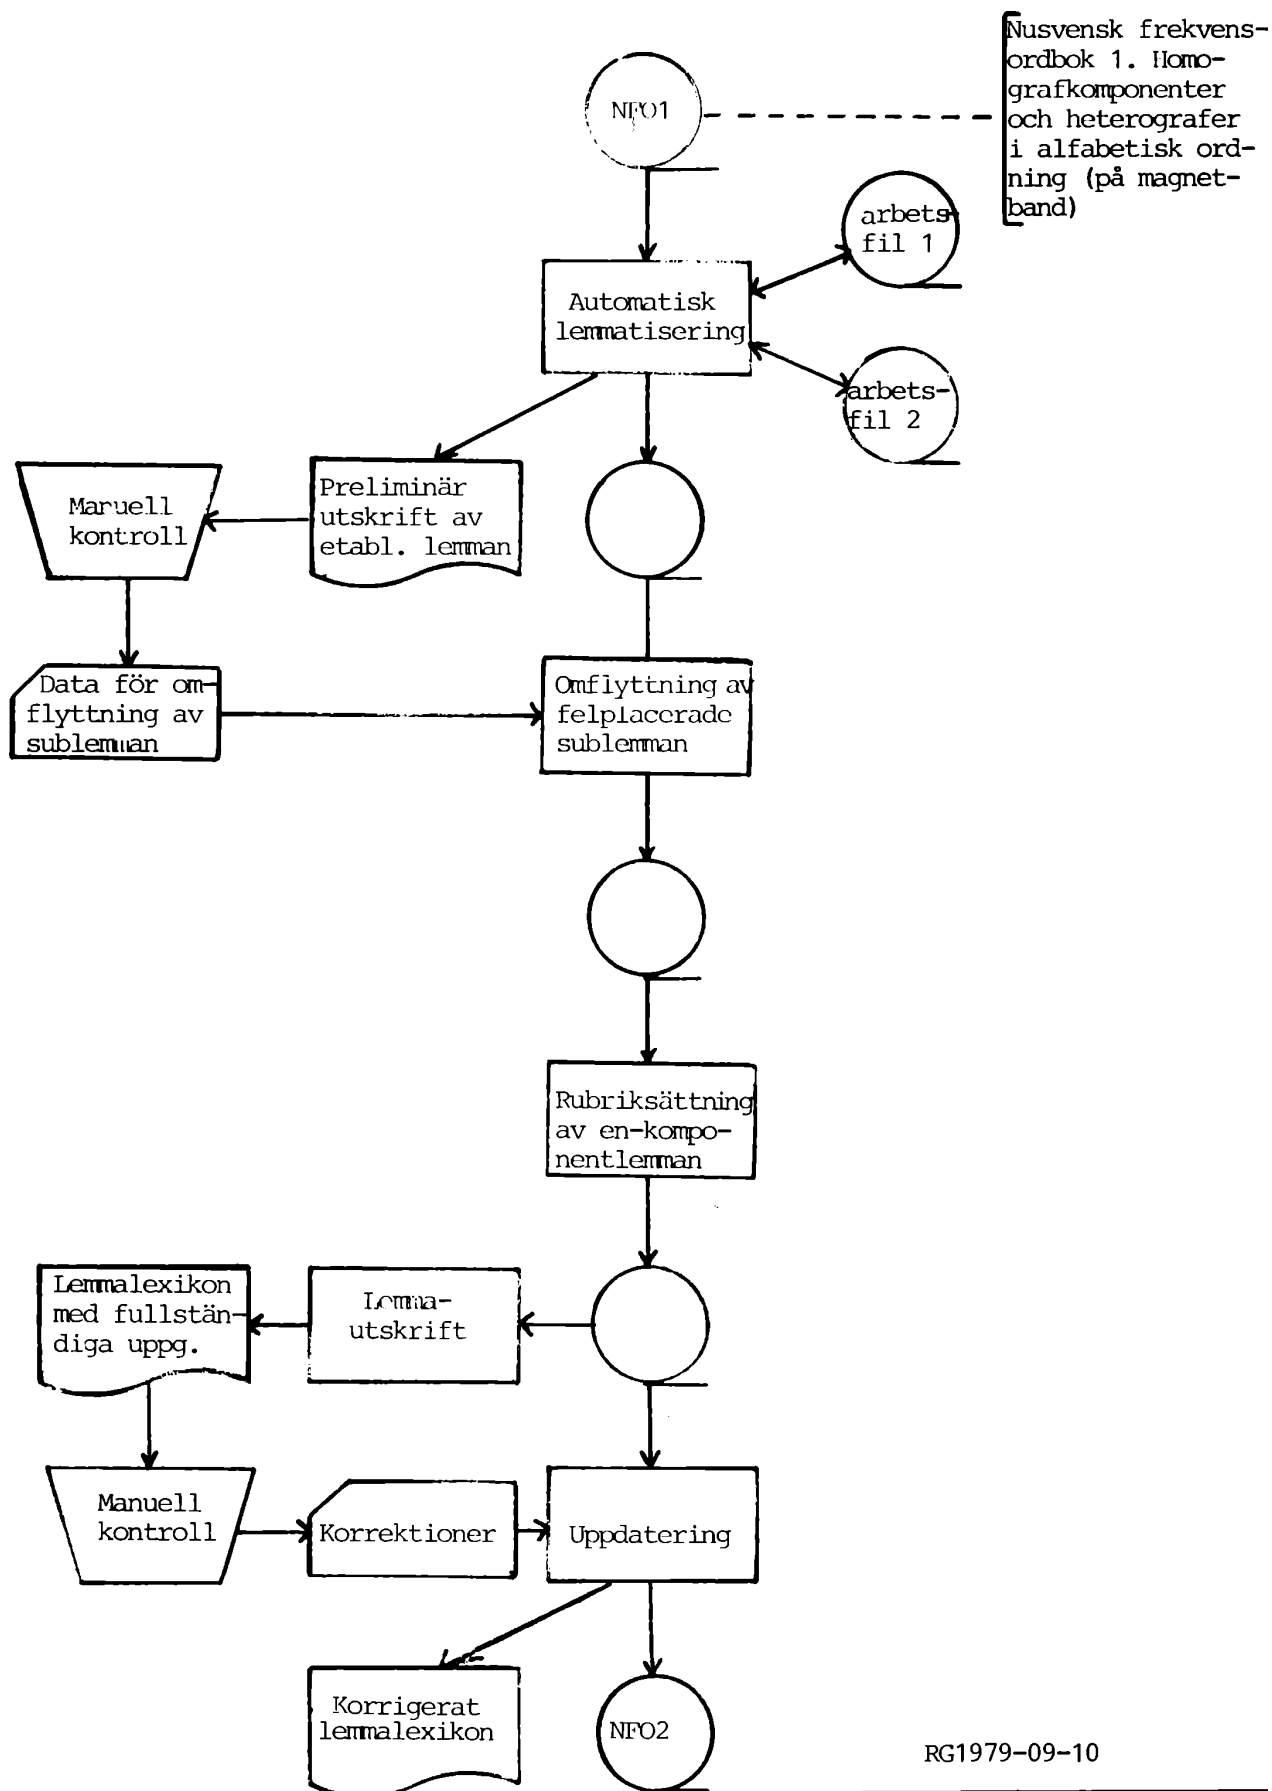 Nusvensk frekvens-
ordbok 1. Homo-
grafkomponenter
och heterografer
i alfabetisk ord-
ning (på magnet-
band)
NFO1
arbets-
fil 1
Automatisk
lemmatisering
arbets-
fil 2
Preliminär
utskrift av
etabl. lemman
Manuell
kontroll
Data för om-
flyttning av
sublemman
Omflyttning av
felplacerade
sublemman
Rubriksättning
av en-kompo-
nentlemman
Lemmalexikon
med fullstän-
diga uppg.
Lemma-
utskrift
Manuell
kontroll
Korrektioner
Uppdatering
Korrigerat
lemmalexikon
NFO2
RG1979-09-10